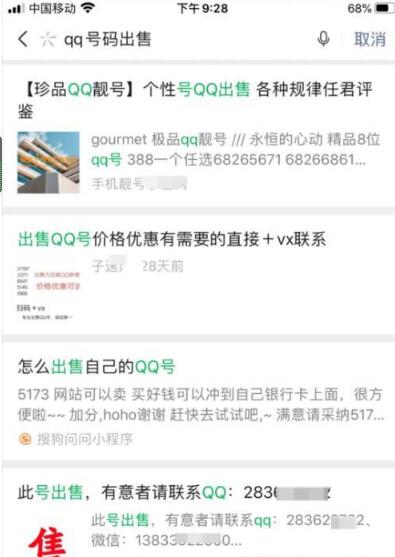 中国移动 下午 9:28 68%
qq号码出售 取消
【珍品QQ靓号】个性号QQ出售 各种规律任君评
鉴
gourmet 极品qq靓号 /// 永恒的心动 精品8位
qq号 388一个任选68265671 68266861...
手机靓号
出售QQ号价格优惠有需要的直接＋vx联系
28天前
价格优惠可
扫码＋vx
怎么出售自己的QQ号
5173 网站可以卖 买好钱可以冲到自己银行卡上面，很方
便啦~~ 加分,hoho谢谢 赶快去试试吧,~ 满意请采纳517...
搜狗问问小程序
此号出售，有意者请联系QQ：2836
此号出售，有意者请联系qq：
微信：
售